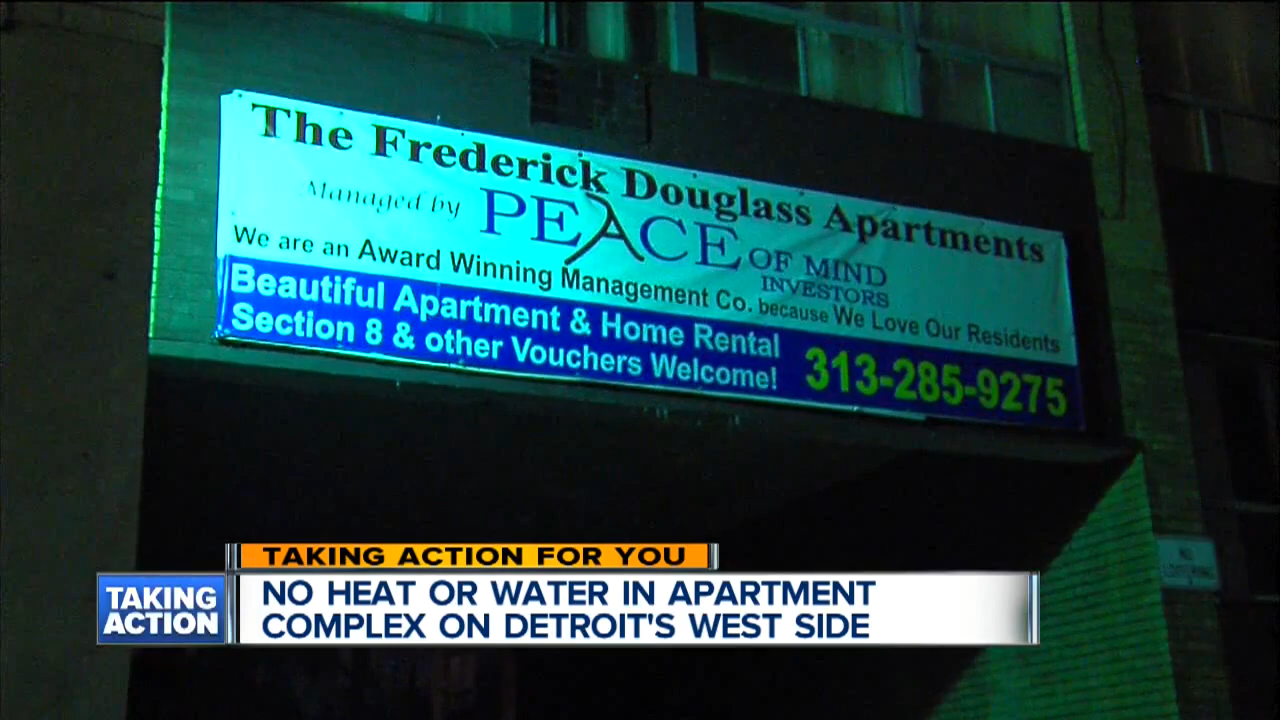 The Frederick Douglass Apartments
Managed by PEACE OF MIND
INVESTORS
We are an Award Winning Management Co. because We Love Our Residents
Beautiful Apartment & Home Rental
Section 8 & other Vouchers Welcome!
313-285-9275
TAKING ACTION FOR YOU
TAKING
ACTION
NO HEAT OR WATER IN APARTMENT
COMPLEX ON DETROIT'S WEST SIDE